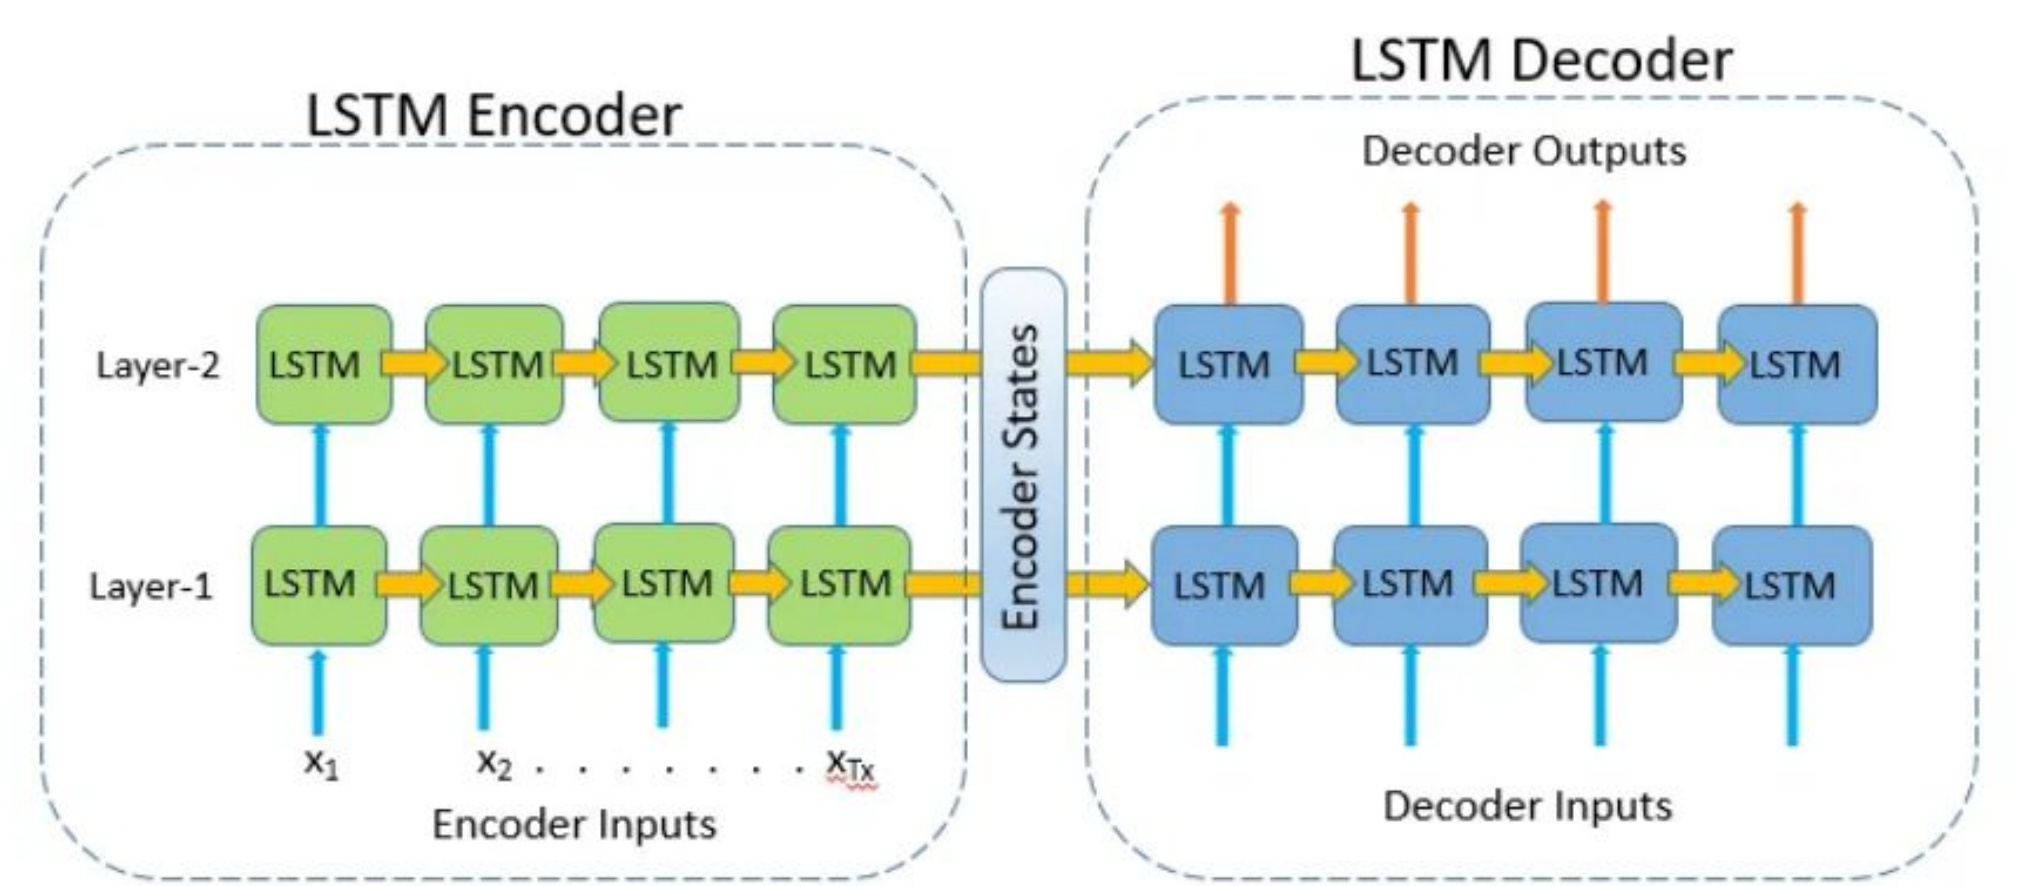 LSTM Encoder
Layer-2
LSTM LSTM LSTM LSTM
Layer-1
LSTM LSTM LSTM LSTM
x₁ x₂ . . . . . . . x_Tx
Encoder Inputs
Encoder States
LSTM Decoder
Decoder Outputs
LSTM LSTM LSTM LSTM
LSTM LSTM LSTM LSTM
Decoder Inputs